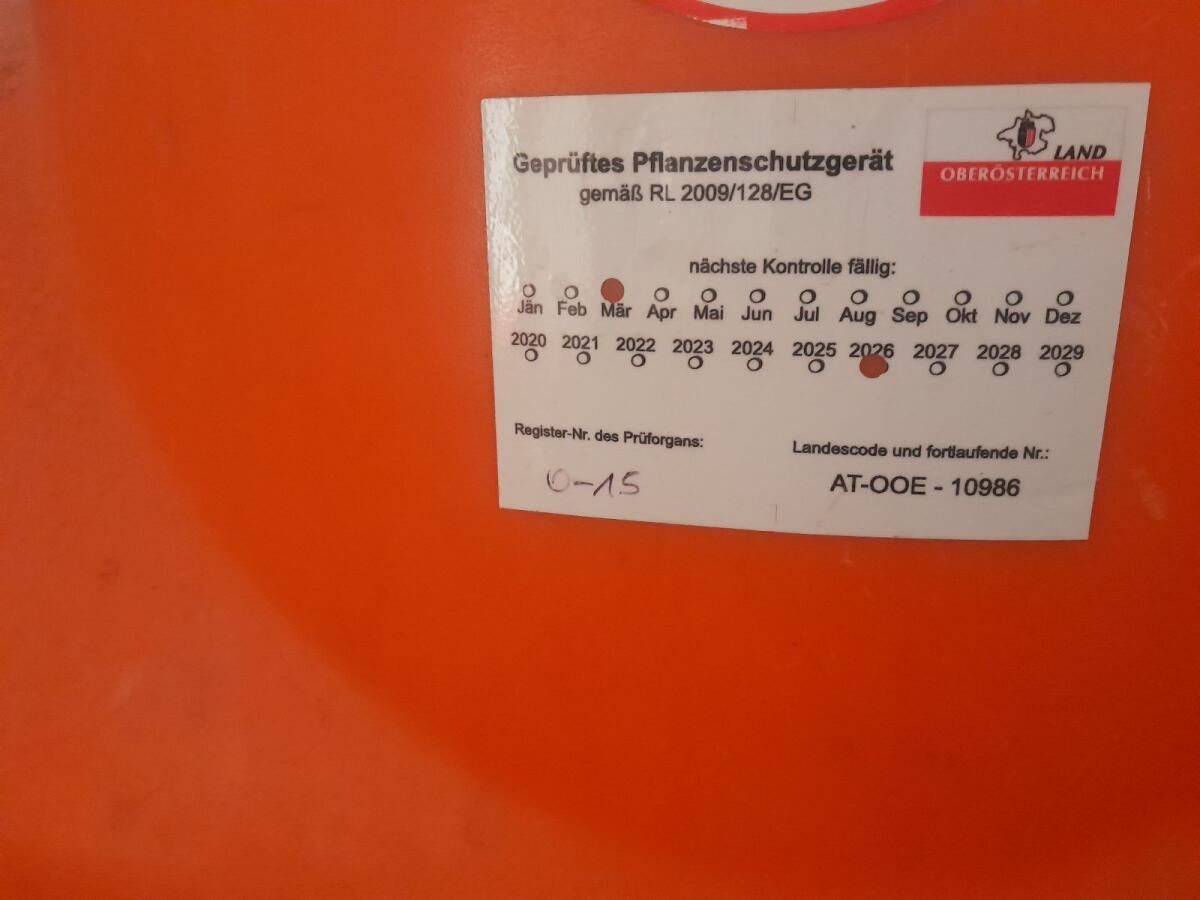 Geprüftes Pflanzenschutzgerät
gemäß RL 2009/128/EG
LAND
OBERÖSTERREICH
nächste Kontrolle fällig:
Jän Feb Mär Apr Mai Jun Jul Aug Sep Okt Nov Dez
2020 2021 2022 2023 2024 2025 2026 2027 2028 2029
Register-Nr. des Prüforgans:
O-15
Landescode und fortlaufende Nr.:
AT-OOE - 10986